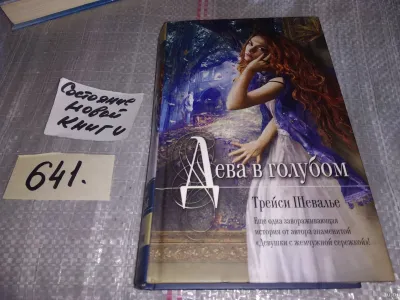 Состояние
новой
книги
641.
Дева в голубом
Трейси Шевалье
Еще одна завораживающая
история от автора знаменитой
«Девушки с жемчужной сережкой»!